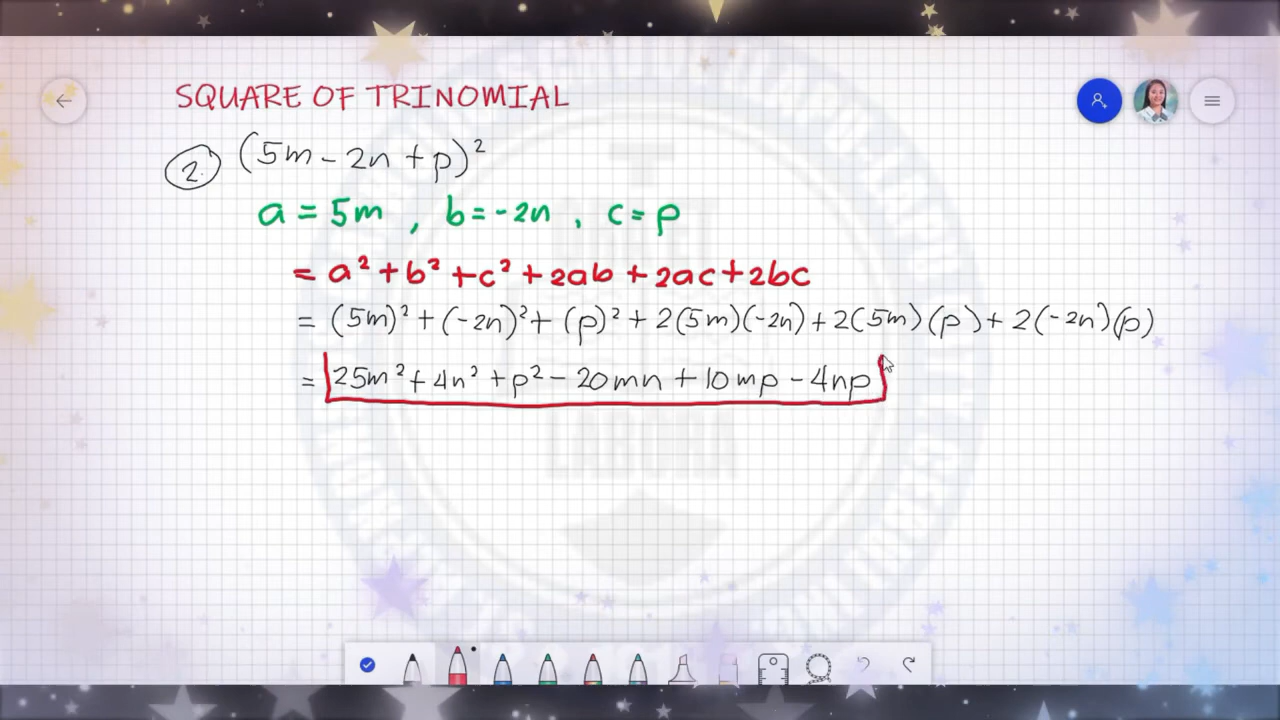 SQUARE OF TRINOMIAL
2. (5m - 2n + p)²
a = 5m , b = -2n , c = p
= a² + b² + c² + 2ab + 2ac + 2bc
= (5m)² + (-2n)² + (p)² + 2(5m)(-2n) + 2(5m)(p) + 2(-2n)(p)
= 25m² + 4n² + p² - 20mn + 10mp - 4np